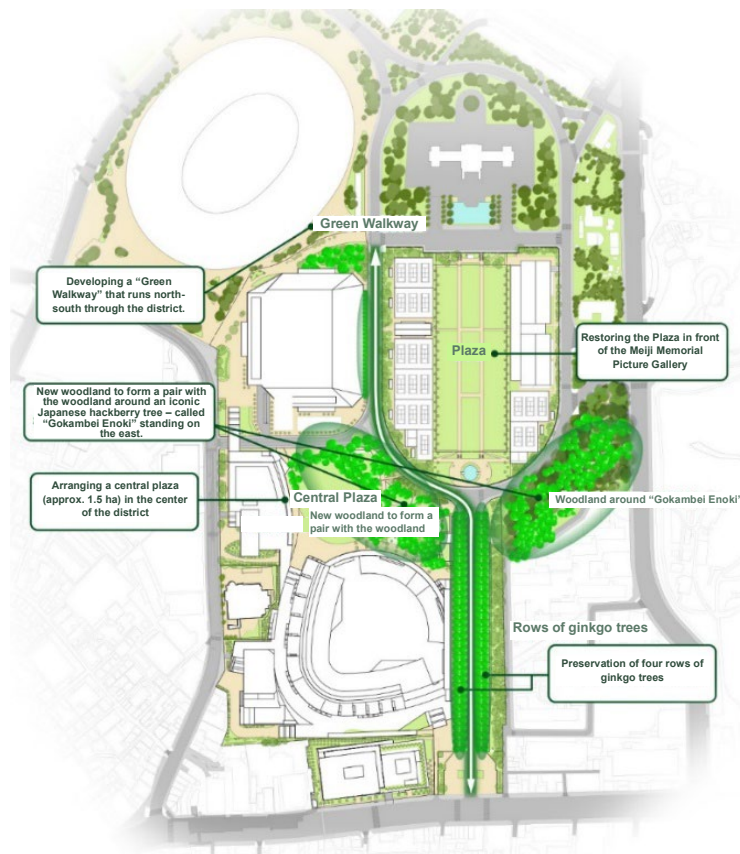 Green Walkway
Developing a “Green
Walkway” that runs north-
south through the district.
Plaza
Restoring the Plaza in front
of the Meiji Memorial
Picture Gallery
New woodland to form a pair with
the woodland around an iconic
Japanese hackberry tree – called
“Gokambei Enoki” standing on
the east.
Arranging a central plaza
(approx. 1.5 ha) in the center
of the district
Central Plaza
New woodland to form a
pair with the woodland
Woodland around “Gokambei Enoki”
Rows of ginkgo trees
Preservation of four rows of
ginkgo trees